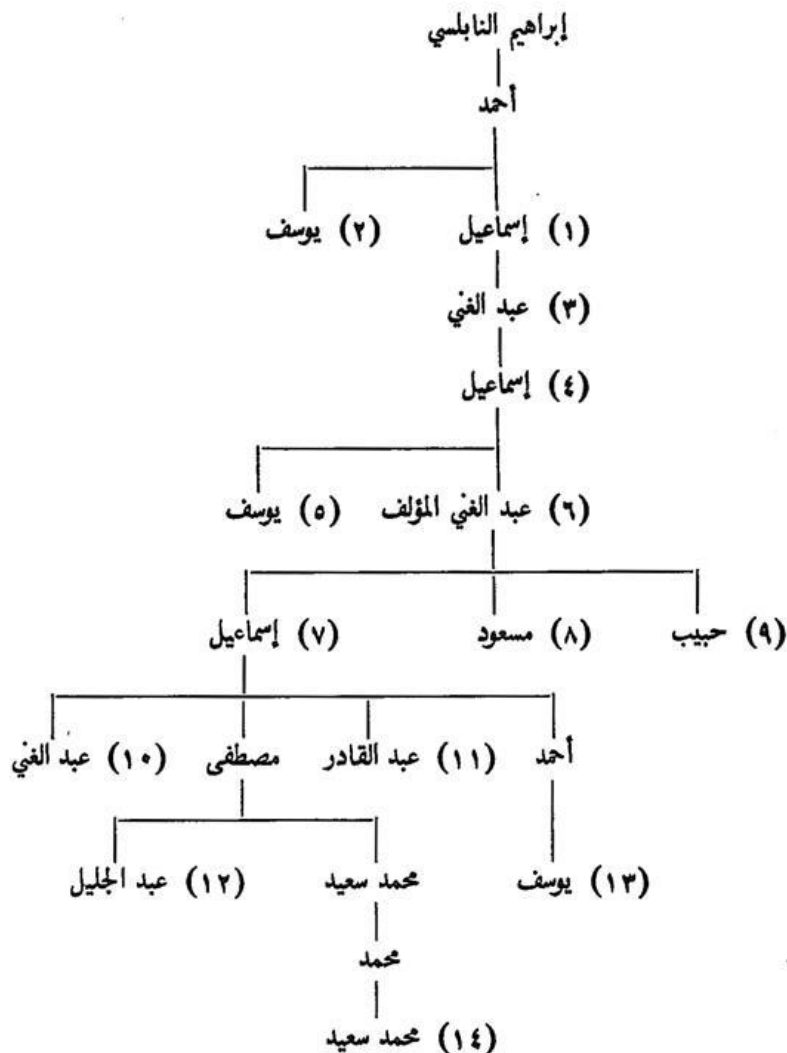 إبراهيم النابلسي
أحمد
(١) إسماعيل (٢) يوسف
(٣) عبد الغني
(٤) إسماعيل
(٦) عبد الغني المؤلف (٥) يوسف
(٩) حبيب (٨) مسعود (٧) إسماعيل
أحمد (١١) عبد القادر مصطفى (١٠) عبد الغني
(١٣) يوسف محمد سعيد (١٢) عبد الجليل
محمد
(١٤) محمد سعيد